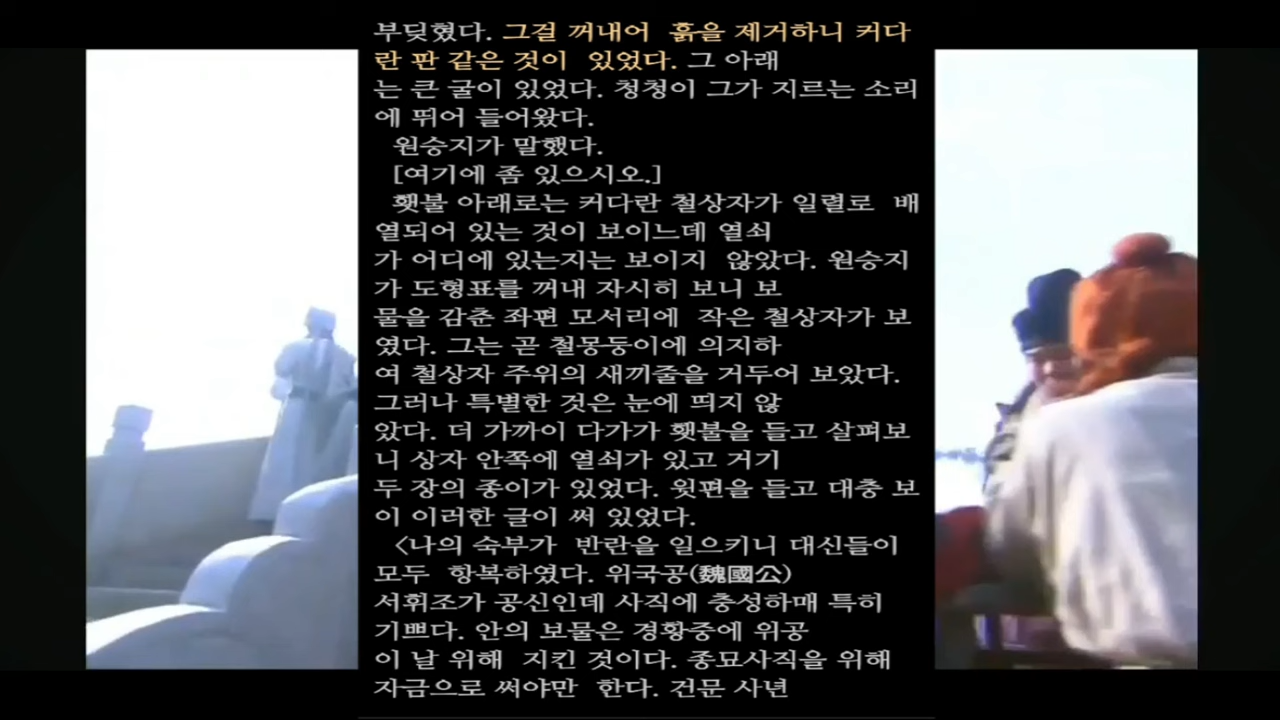 부딪혔다. 그걸 꺼내어 흙을 제거하니 커다
란 판 같은 것이 있었다. 그 아래
는 큰 굴이 있었다. 청청이 그가 지르는 소리
에 뛰어 들어왔다.
원승지가 말했다.
[여기에 좀 있으시오.]
횃불 아래로는 커다란 철상자가 일렬로 배
열되어 있는 것이 보이느데 열쇠
가 어디에 있는지는 보이지 않았다. 원승지
가 도형표를 꺼내 자시히 보니 보
물을 감춘 좌편 모서리에 작은 철상자가 보
였다. 그는 곧 철몽둥이에 의지하
여 철상자 주위의 새끼줄을 거두어 보았다.
그러나 특별한 것은 눈에 띄지 않
았다. 더 가까이 다가가 횃불을 들고 살펴보
니 상자 안쪽에 열쇠가 있고 거기
두 장의 종이가 있었다. 윗편을 들고 대충 보
이 이러한 글이 써 있었다.
<나의 숙부가 반란을 일으키니 대신들이
모두 항복하였다. 위국공(魏國公)
서휘조가 공신인데 사직에 충성하매 특히
기쁘다. 안의 보물은 경황중에 위공
이 날 위해 지킨 것이다. 종묘사직을 위해
자금으로 써야만 한다. 건문 사년